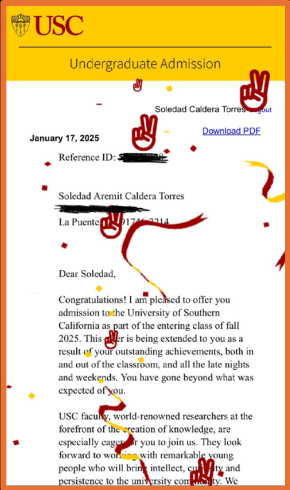 USC
Undergraduate Admission
Soledad Caldera Torres
Download PDF
January 17, 2025
Reference ID:
Soledad Aremit Caldera Torres
La Puente
Dear Soledad,
Congratulations! I am pleased to offer you
admission to the University of Southern
California as part of the entering class of fall
2025. This offer is being extended to you as a
result of your outstanding achievements, both in
and out of the classroom, and all the late nights
and weekends. You have gone beyond what was
expected of you.
USC faculty, world-renowned researchers at the
forefront of the creation of knowledge, are
especially eager for you to join us. They look
forward to working with remarkable young
people who will bring intellect, curiosity and
persistence to the university community. We